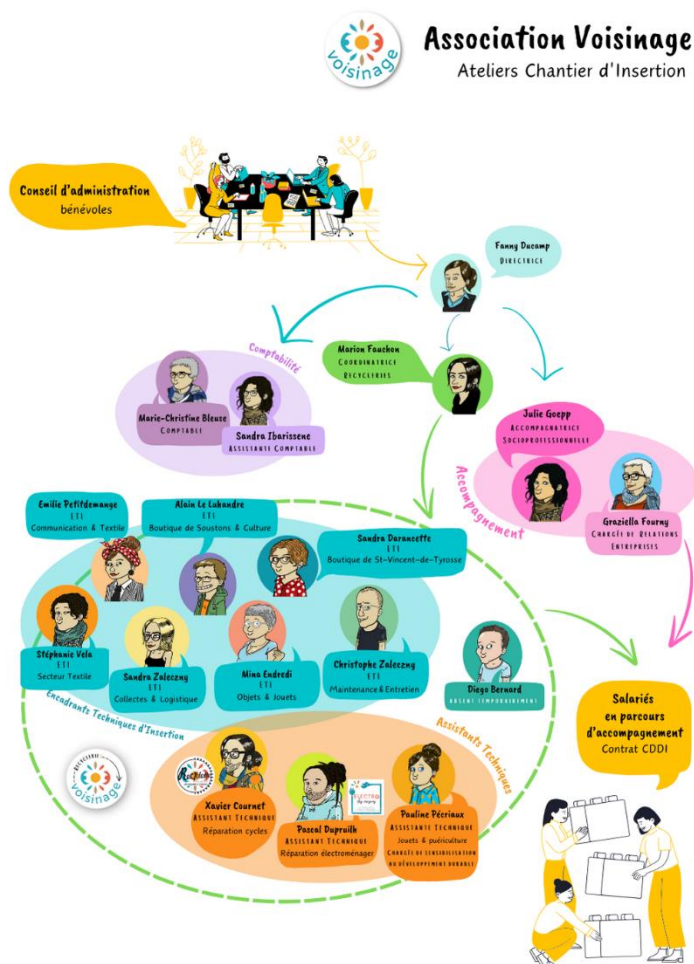 voisinage
Association Voisinage
Ateliers Chantier d'Insertion
Conseil d'administration
bénévoles
Fanny Ducamp
DIRECTRICE
Comptabilité
Marie-Christine Bleuse
COMPTABLE
Sandra Ibarissene
ASSISTANTE COMPTABLE
Marion Fauchon
COORDINATRICE
RECYCLERIES
Julie Goepp
ACCOMPAGNATRICE
SOCIOPROFESSIONNELLE
Accompagnement
Graziella Fourny
CHARGÉE DE RELATIONS
ENTREPRISES
Emilie Petitdemange
ETI
Communication & Textile
Alain Le Luhandre
ETI
Boutique de Soustons & Culture
Sandra Darancette
ETI
Boutique de St-Vincent-de-Tyrosse
Stéphanie Vela
ETI
Secteur Textile
Sandra Zaleczny
ETI
Collectes & Logistique
Mina Endredi
ETI
Objets & Jouets
Christophe Zaleczny
ETI
Maintenance & Entretien
Encadrants Techniques d'Insertion
Diego Bernard
ABSENT TEMPORAIREMENT
Assistants Techniques
RECYCLERIE
voisinage
Xavier Cournet
ASSISTANT TECHNIQUE
Réparation cycles
Pascal Dupruilh
ASSISTANT TECHNIQUE
Réparation électroménager
Pauline Pécriaux
ASSISTANTE TECHNIQUE
Jouets & puériculture
CHARGÉE DE SENSIBILISATION
AU DÉVELOPPEMENT DURABLE
Salariés
en parcours
d'accompagnement
Contrat CDDI